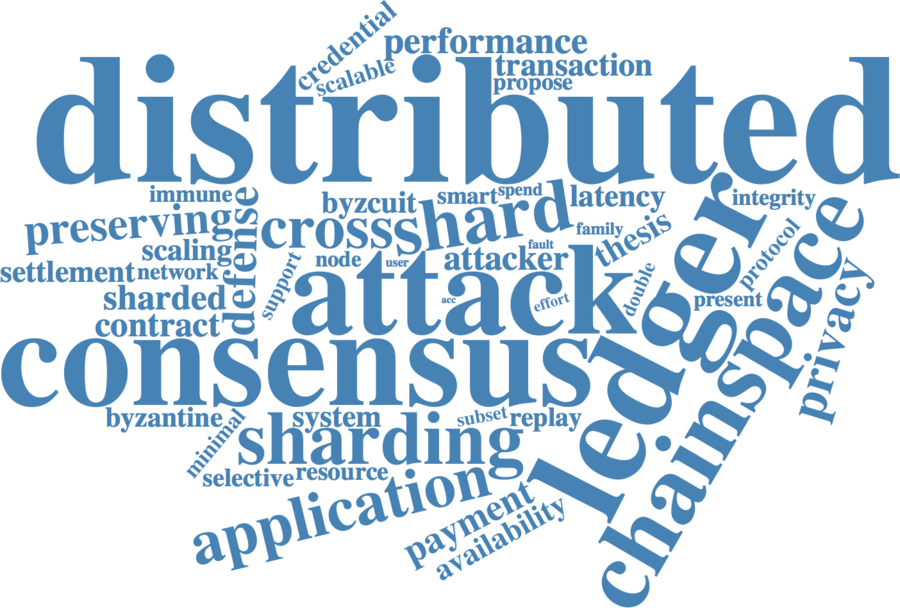 credential
performance
scalable
transaction
propose
distributed
immune
byzcuit
smart
spend
latency
integrity
preserving
defense
cross
shard
family
thesis
ledger
chainspace
protocol
scaling
settlement
network
support
node
user
attacker
fault
double
privacy
sharded
attack
acc
effort
present
contract
consensus
byzantine
minimal
system
subset
replay
sharding
selective
resource
application
payment
availability